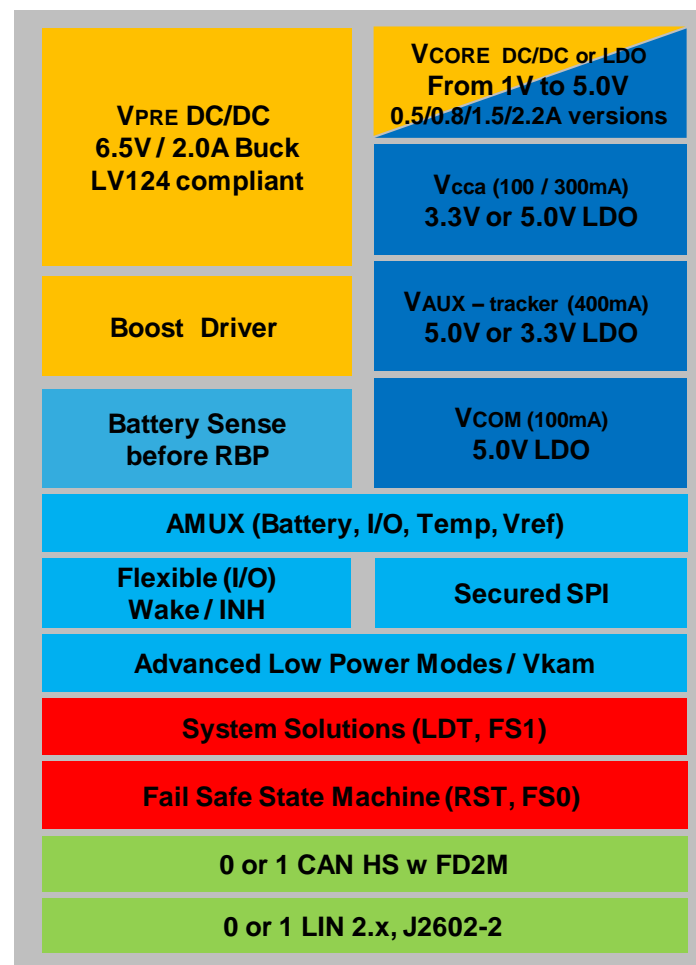 VPRE DC/DC
6.5V / 2.0A Buck
LV124 compliant
VCORE DC/DC or LDO
From 1V to 5.0V
0.5/0.8/1.5/2.2A versions
Vcca (100 / 300mA)
3.3V or 5.0V LDO
Boost Driver
VAUX – tracker (400mA)
5.0V or 3.3V LDO
Battery Sense
before RBP
VCOM (100mA)
5.0V LDO
AMUX (Battery, I/O, Temp, Vref)
Flexible (I/O)
Wake / INH
Secured SPI
Advanced Low Power Modes / Vkam
System Solutions (LDT, FS1)
Fail Safe State Machine (RST, FS0)
0 or 1 CAN HS w FD2M
0 or 1 LIN 2.x, J2602-2